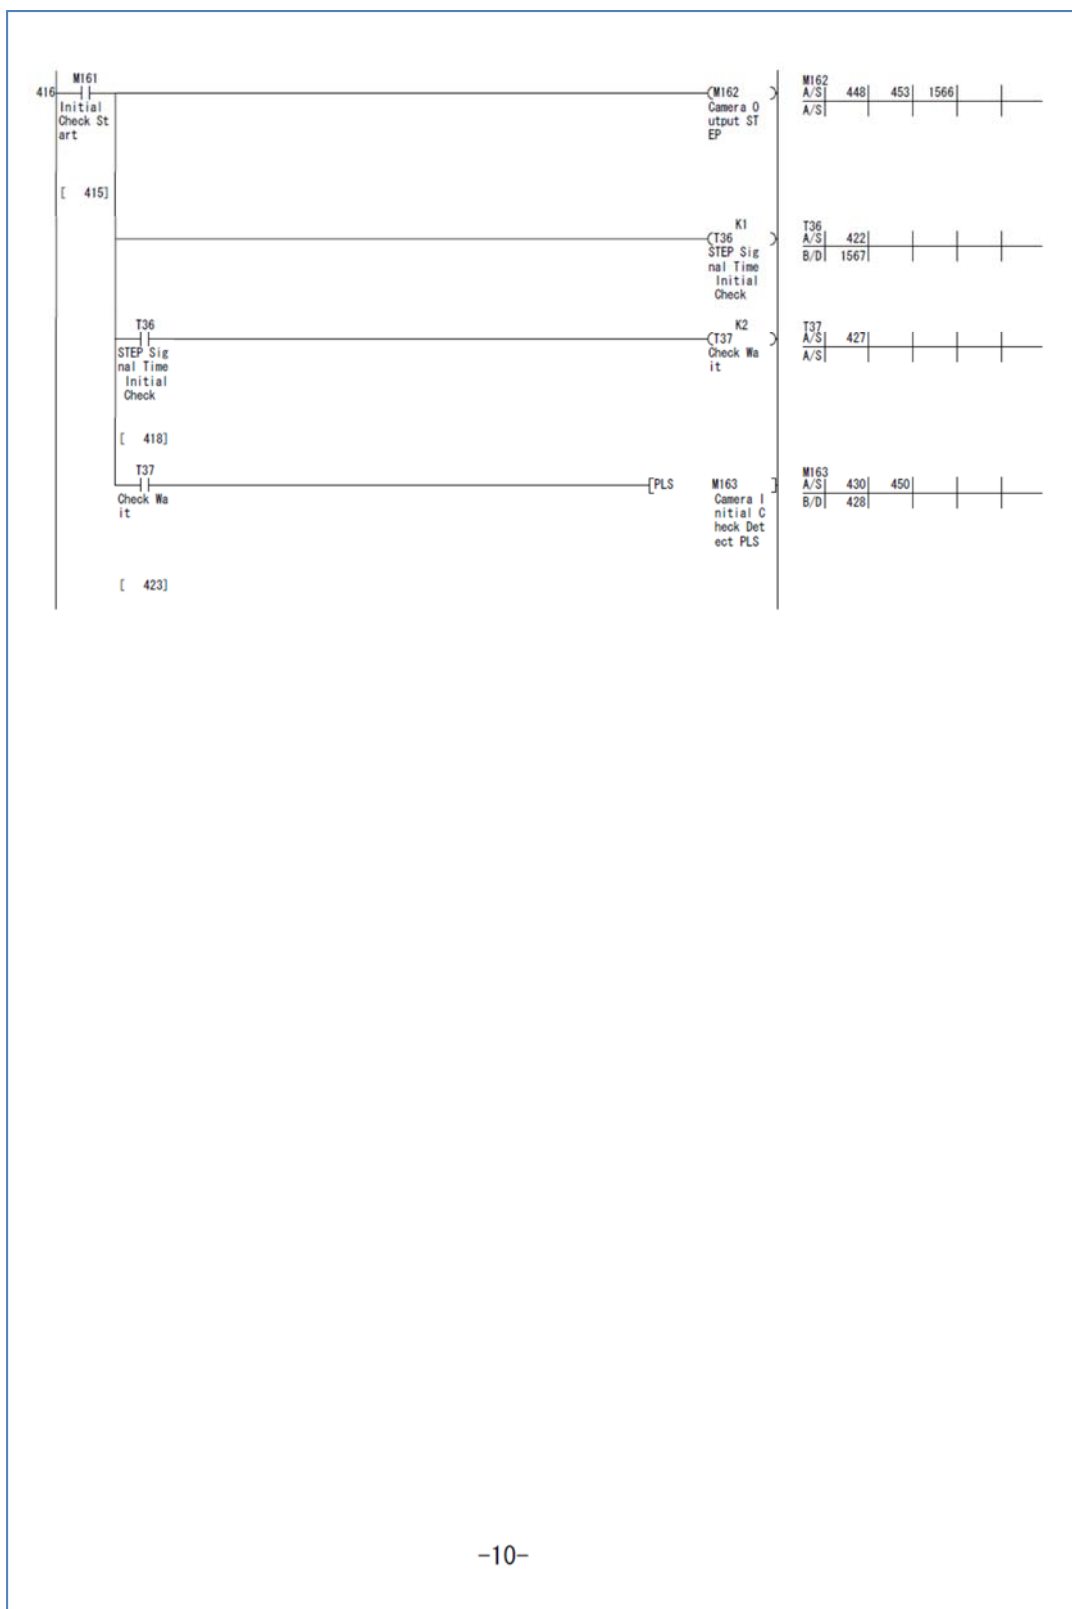 M161
416
Initial
Check St
art
[ 415]
(M162 )
Camera O
utput ST
EP
M162
A/S| 448| 453| 1566|
A/S|
K1
(T36 )
STEP Sig
nal Time
Initial
Check
T36
A/S| 422|
B/D| 1567|
T36
STEP Sig
nal Time
Initial
Check
[ 418]
K2
(T37 )
Check Wa
it
T37
A/S| 427|
A/S|
T37
Check Wa
it
[ 423]
[PLS M163 ]
Camera I
nitial C
heck Det
ect PLS
M163
A/S| 430| 450|
B/D| 428|
-10-